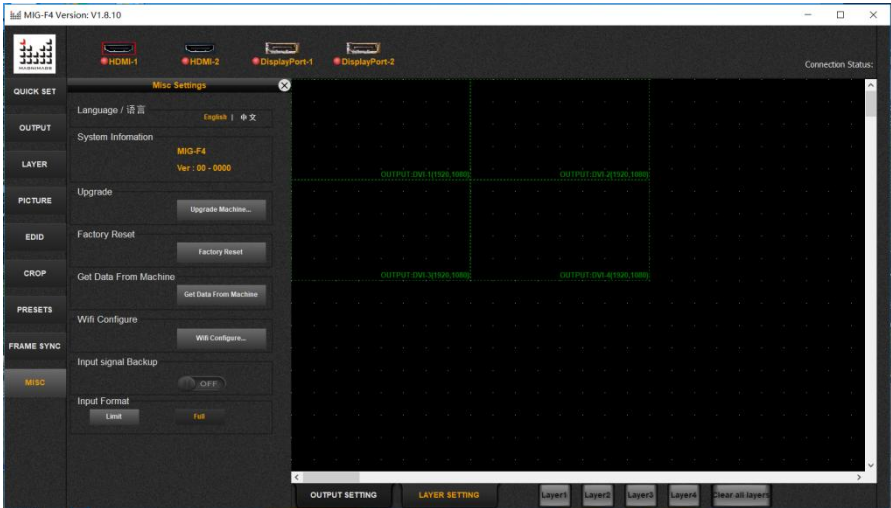 MIG-F4 Version: V1.8.10
MAGNIMAGE
HDMI-1
HDMI-2
DisplayPort-1
DisplayPort-2
Connection Status:
QUICK SET
OUTPUT
LAYER
PICTURE
EDID
CROP
PRESETS
FRAME SYNC
MISC
Misc Settings
Language / 语言
English | 中文
System Infomation
MIG-F4
Ver : 00 - 0000
Upgrade
Upgrade Machine...
Factory Reset
Factory Reset
Get Data From Machine
Get Data From Machine
Wifi Configure
Wifi Configure...
Input signal Backup
OFF
Input Format
Limit
Full
OUTPUT:DVI-1(1920,1080)
OUTPUT:DVI-2(1920,1080)
OUTPUT:DVI-3(1920,1080)
OUTPUT:DVI-4(1920,1080)
OUTPUT SETTING
LAYER SETTING
Layer1
Layer2
Layer3
Layer4
Clear all layers